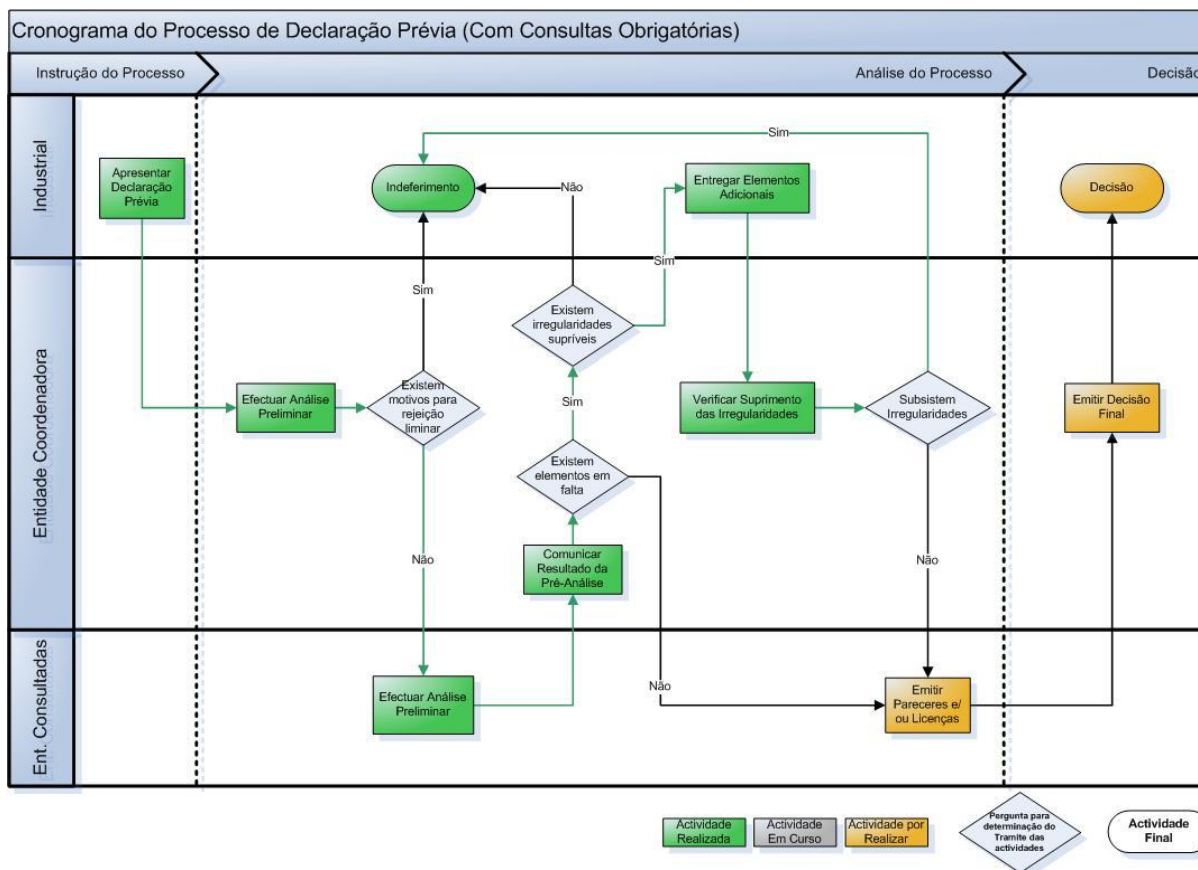 Cronograma do Processo de Declaração Prévia (Com Consultas Obrigatórias)
Instrução do Processo
Análise do Processo
Decisão
Industrial
Apresentar
Declaração
Prévia
Indeferimento
Não
Sim
Entregar Elementos
Adicionais
Decisão
Sim
Sim
Entidade Coordenadora
Efectuar Análise
Preliminar
Existem
motivos para
rejeição
liminar
Existem
irregularidades
supríveis
Sim
Existem
elementos em
falta
Verificar Suprimento
das Irregularidades
Subsistem
Irregularidades
Emitir Decisão
Final
Não
Comunicar
Resultado da
Pré-Análise
Não
Ent. Consultadas
Efectuar Análise
Preliminar
Não
Emitir
Pareceres e/
ou Licenças
Actividade
Realizada
Actividade
Em Curso
Actividade por
Realizar
Pergunta para
determinação do
Tramite das
actividades
Actividade
Final